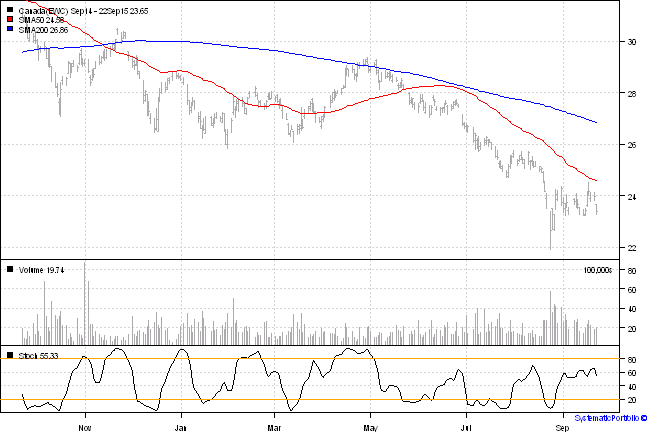 Canada(EWC) Sep14 - 22Sep15 23.65
SMA50 24.58
SMA200 26.86
30
28
26
24
22
Volume 19.74
100,000s
80
60
40
20
Stoch 55.33
80
60
40
20
Nov Jan Mar May Jul Sep
SystematicPortfolio ©